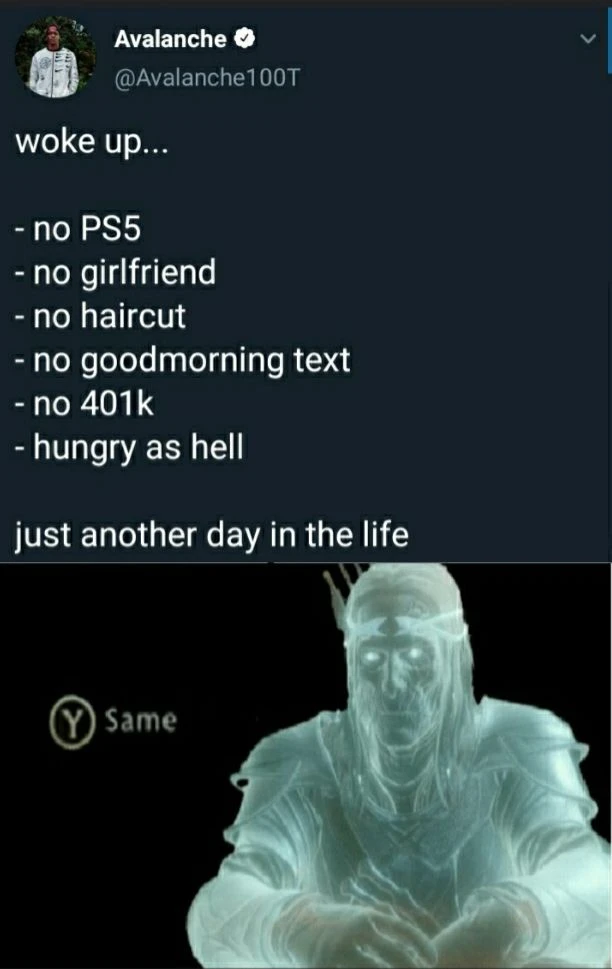 Avalanche
@Avalanche100T
woke up...
- no PS5
- no girlfriend
- no haircut
- no goodmorning text
- no 401k
- hungry as hell
just another day in the life
Y Same